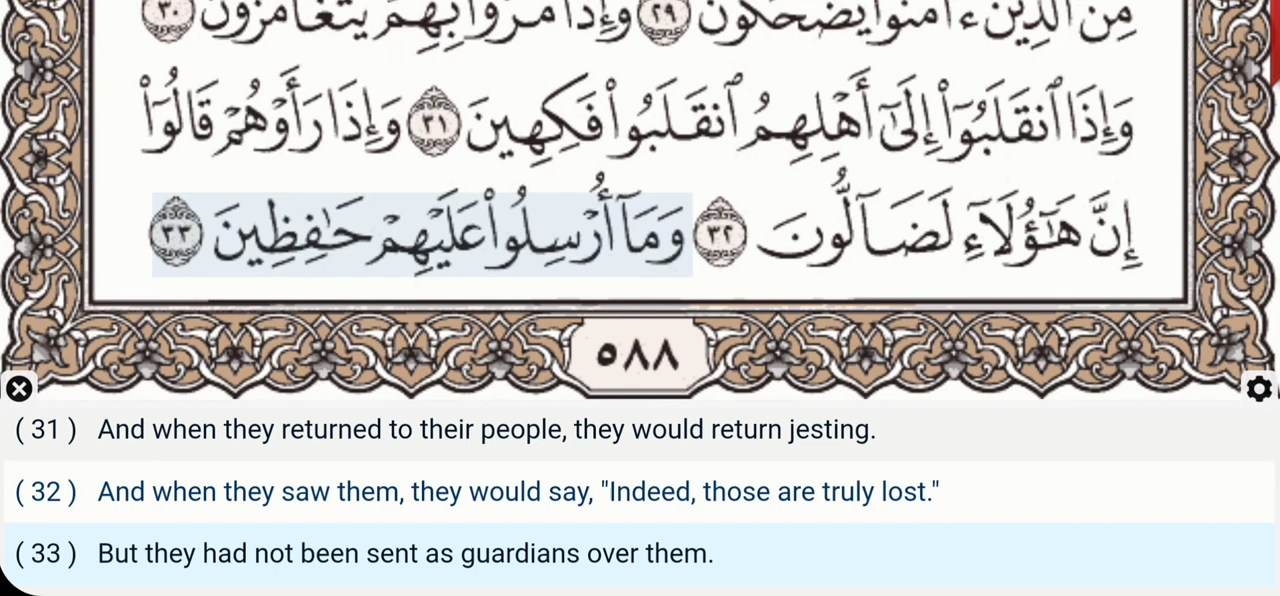 مِنَ الَّذِينَ ءَامَنُوا يَضْحَكُونَ ٢٩ وَإِذَا مَرُّوا بِهِمْ يَتَغَامَزُونَ ٣٠
وَإِذَا ٱنقَلَبُوٓا۟ إِلَىٰٓ أَهْلِهِمُ ٱنقَلَبُوا۟ فَكِهِينَ ٣١ وَإِذَا رَأَوْهُمْ قَالُوٓا۟
إِنَّ هَٰٓؤُلَآءِ لَضَآلُّونَ ٣٢ وَمَآ أُرْسِلُوا۟ عَلَيْهِمْ حَٰفِظِينَ ٣٣
٥٨٨
( 31 ) And when they returned to their people, they would return jesting.
( 32 ) And when they saw them, they would say, "Indeed, those are truly lost."
( 33 ) But they had not been sent as guardians over them.